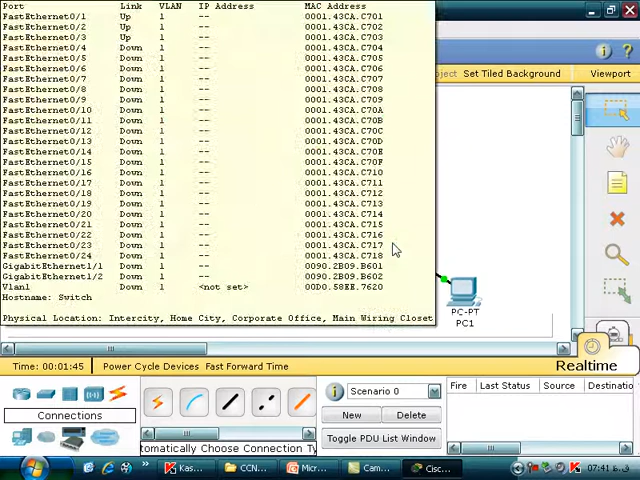 Port Link VLAN IP Address MAC Address
FastEthernet0/1 Up 1 -- 0001.43CA.C701
FastEthernet0/2 Up 1 -- 0001.43CA.C702
FastEthernet0/3 Up 1 -- 0001.43CA.C703
FastEthernet0/4 Down 1 -- 0001.43CA.C704
FastEthernet0/5 Down 1 -- 0001.43CA.C705
FastEthernet0/6 Down 1 -- 0001.43CA.C706
FastEthernet0/7 Down 1 -- 0001.43CA.C707
FastEthernet0/8 Down 1 -- 0001.43CA.C708
FastEthernet0/9 Down 1 -- 0001.43CA.C709
FastEthernet0/10 Down 1 -- 0001.43CA.C70A
FastEthernet0/11 Down 1 -- 0001.43CA.C70B
FastEthernet0/12 Down 1 -- 0001.43CA.C70C
FastEthernet0/13 Down 1 -- 0001.43CA.C70D
FastEthernet0/14 Down 1 -- 0001.43CA.C70E
FastEthernet0/15 Down 1 -- 0001.43CA.C70F
FastEthernet0/16 Down 1 -- 0001.43CA.C710
FastEthernet0/17 Down 1 -- 0001.43CA.C711
FastEthernet0/18 Down 1 -- 0001.43CA.C712
FastEthernet0/19 Down 1 -- 0001.43CA.C713
FastEthernet0/20 Down 1 -- 0001.43CA.C714
FastEthernet0/21 Down 1 -- 0001.43CA.C715
FastEthernet0/22 Down 1 -- 0001.43CA.C716
FastEthernet0/23 Down 1 -- 0001.43CA.C717
FastEthernet0/24 Down 1 -- 0001.43CA.C718
GigabitEthernet1/1 Down 1 -- 0090.2B09.B601
GigabitEthernet1/2 Down 1 -- 0090.2B09.B602
Vlan1 Down 1 <not set> 00D0.58EE.7620
Hostname: Switch
Physical Location: Intercity, Home City, Corporate Office, Main Wiring Closet
ject Set Tiled Background Viewport
PC-PT
PC1
Time: 00:01:45 Power Cycle Devices Fast Forward Time Realtime
Connections
utomatically Choose Connection Ty
Scenario 0
New Delete
Toggle PDU List Window
Fire Last Status Source Destinatio
Kas... CCN... Micr... Cam... Cisc... 07:41